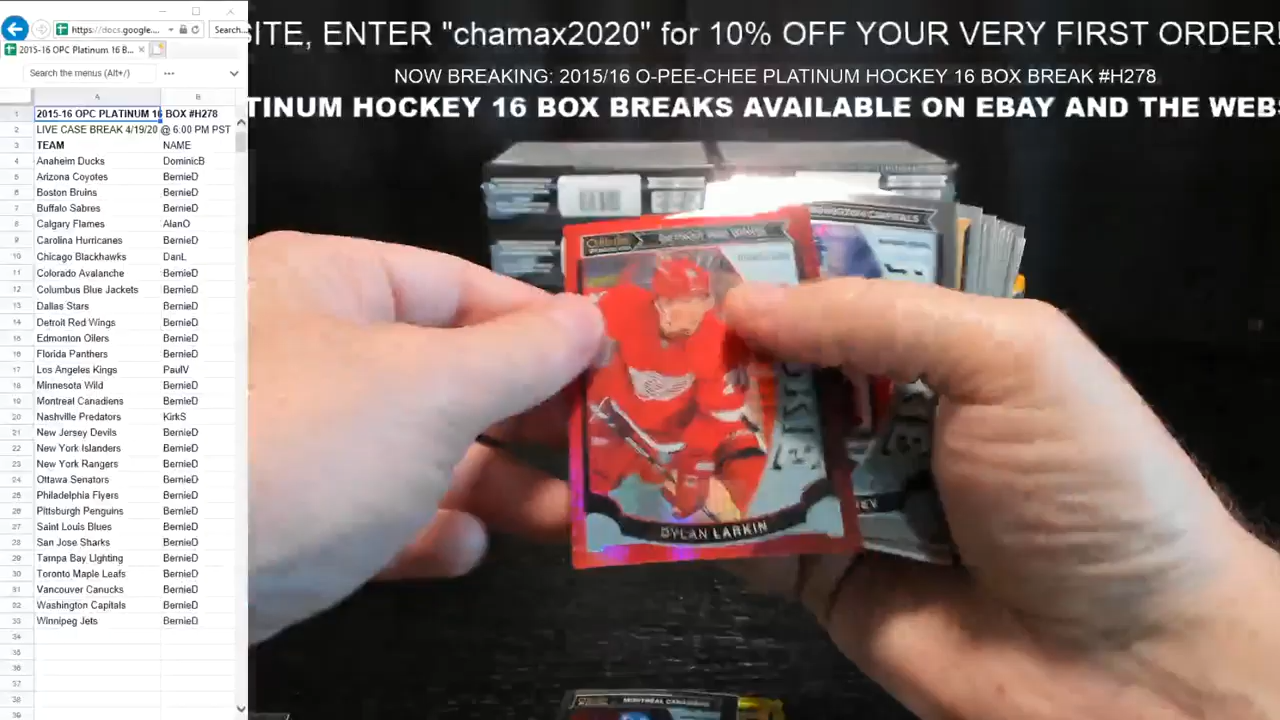 SITE, ENTER "chamax2020" for 10% OFF YOUR VERY FIRST ORDER!
NOW BREAKING: 2015/16 O-PEE-CHEE PLATINUM HOCKEY 16 BOX BREAK #H278
TINUM HOCKEY 16 BOX BREAKS AVAILABLE ON EBAY AND THE WEBS
https://docs.google....
Search...
2015-16 OPC Platinum 16 B...
Search the menus (Alt+/)
A B
1 2015-16 OPC PLATINUM 16 BOX #H278
2 LIVE CASE BREAK 4/19/20 @ 6.00 PM PST
3 TEAM NAME
4 Anaheim Ducks DominicB
5 Arizona Coyotes BernieD
6 Boston Bruins BernieD
7 Buffalo Sabres BernieD
8 Calgary Flames AlanO
9 Carolina Hurricanes BernieD
10 Chicago Blackhawks DanL
11 Colorado Avalanche BernieD
12 Columbus Blue Jackets BernieD
13 Dallas Stars BernieD
14 Detroit Red Wings BernieD
15 Edmonton Oilers BernieD
16 Florida Panthers BernieD
17 Los Angeles Kings PaulV
18 Minnesota Wild BernieD
19 Montreal Canadiens BernieD
20 Nashville Predators KirkS
21 New Jersey Devils BernieD
22 New York Islanders BernieD
23 New York Rangers BernieD
24 Ottawa Senators BernieD
25 Philadelphia Flyers BernieD
26 Pittsburgh Penguins BernieD
27 Saint Louis Blues BernieD
28 San Jose Sharks BernieD
29 Tampa Bay LIghting BernieD
30 Toronto Maple Leafs BernieD
31 Vancouver Canucks BernieD
32 Washington Capitals BernieD
33 Winnipeg Jets BernieD
34
35
36
37
38
39
CAPITALS
DYLAN LARKIN
MONTREAL CANADIENS